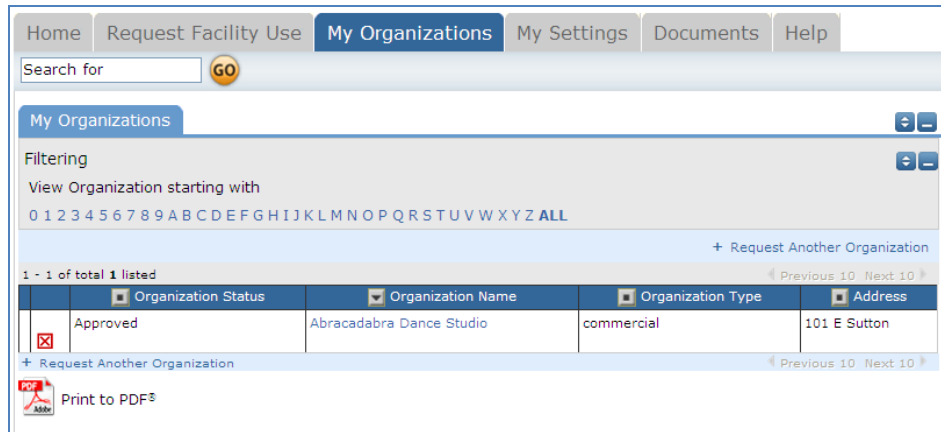 Home Request Facility Use My Organizations My Settings Documents Help
Search for GO
My Organizations
Filtering
View Organization starting with
0 1 2 3 4 5 6 7 8 9 A B C D E F G H I J K L M N O P Q R S T U V W X Y Z ALL
+ Request Another Organization
1 - 1 of total 1 listed Previous 10 Next 10
Organization Status Organization Name Organization Type Address
Approved Abracadabra Dance Studio commercial 101 E Sutton
+ Request Another Organization Previous 10 Next 10
PDF Adobe Print to PDF®